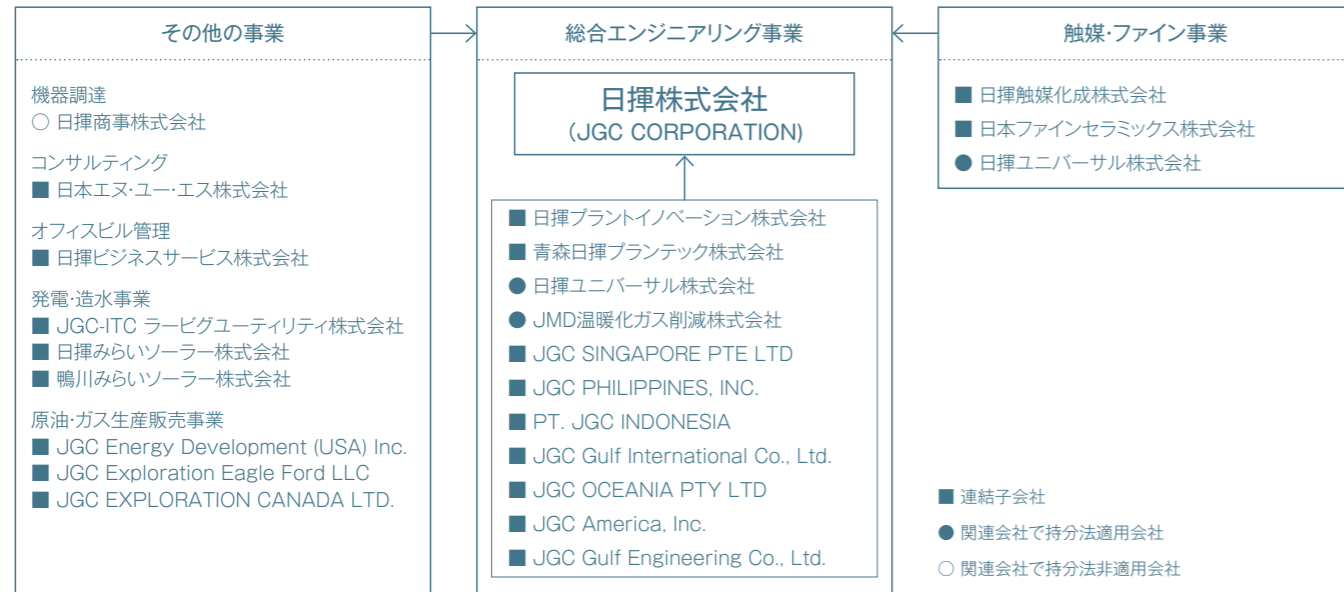 その他の事業
機器調達
○ 日揮商事株式会社
コンサルティング
■ 日本エヌ・ユー・エス株式会社
オフィスビル管理
■ 日揮ビジネスサービス株式会社
発電・造水事業
■ JGC-ITC ラービグユーティリティ株式会社
■ 日揮みらいソーラー株式会社
■ 鴨川みらいソーラー株式会社
原油・ガス生産販売事業
■ JGC Energy Development (USA) Inc.
■ JGC Exploration Eagle Ford LLC
■ JGC EXPLORATION CANADA LTD.
総合エンジニアリング事業
日揮株式会社
(JGC CORPORATION)
■ 日揮プラントイノベーション株式会社
■ 青森日揮プランテック株式会社
● 日揮ユニバーサル株式会社
● JMD温暖化ガス削減株式会社
■ JGC SINGAPORE PTE LTD
■ JGC PHILIPPINES, INC.
■ PT. JGC INDONESIA
■ JGC Gulf International Co., Ltd.
■ JGC OCEANIA PTY LTD
■ JGC America, Inc.
■ JGC Gulf Engineering Co., Ltd.
触媒・ファイン事業
■ 日揮触媒化成株式会社
■ 日本ファインセラミックス株式会社
● 日揮ユニバーサル株式会社
■ 連結子会社
● 関連会社で持分法適用会社
○ 関連会社で持分法非適用会社